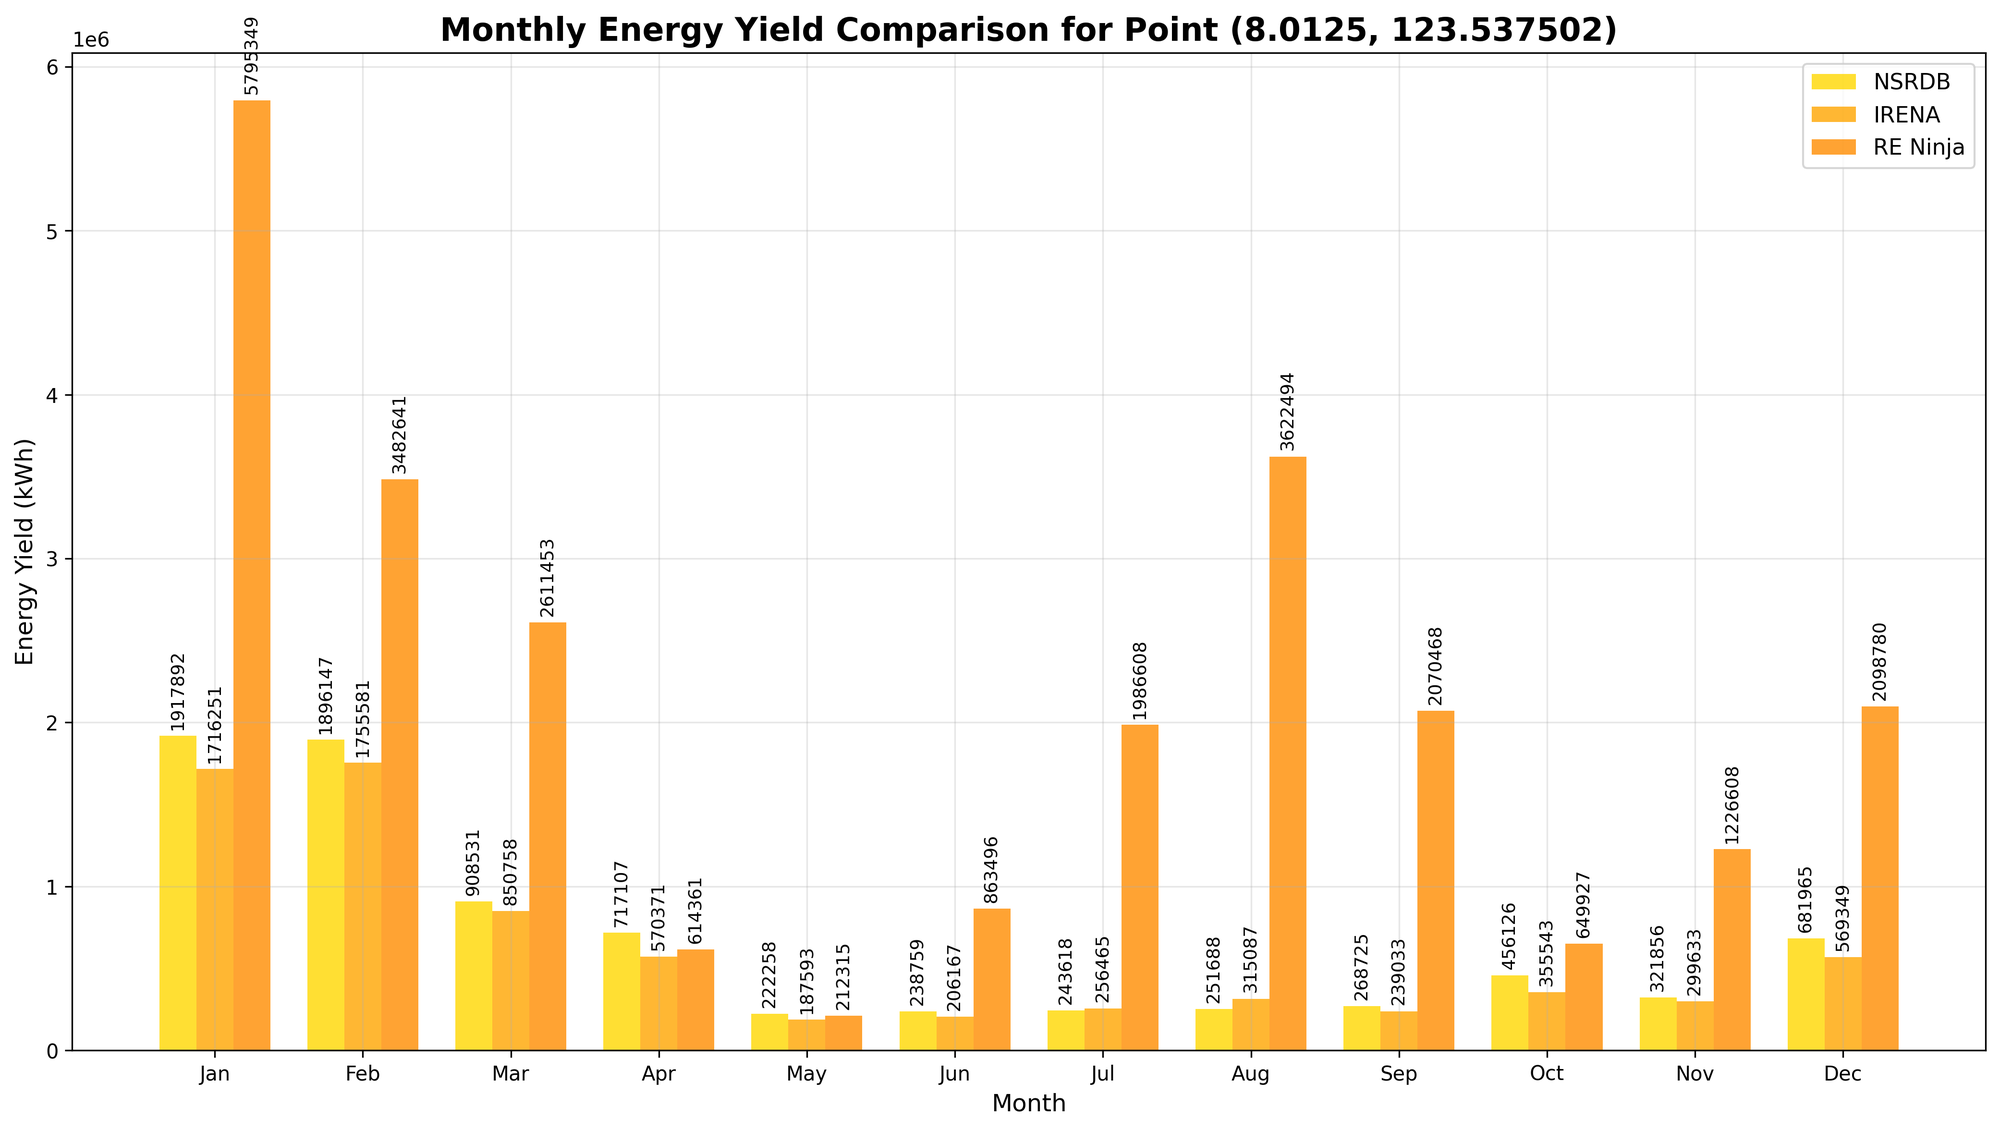 Monthly Energy Yield Comparison for Point (8.0125, 123.537502)
1e6
NSRDB
IRENA
RE Ninja
Energy Yield (kWh)
6
5
4
3
2
1
0
1917892
1716251
5795349
1896147
1755581
3482641
908531
850758
2611453
717107
570371
614361
222258
187593
212315
238759
206167
863496
243618
256465
1986608
251688
315087
3622494
268725
239033
2070468
456126
355543
649927
321856
299633
1226608
681965
569349
2098780
Jan
Feb
Mar
Apr
May
Jun
Jul
Aug
Sep
Oct
Nov
Dec
Month